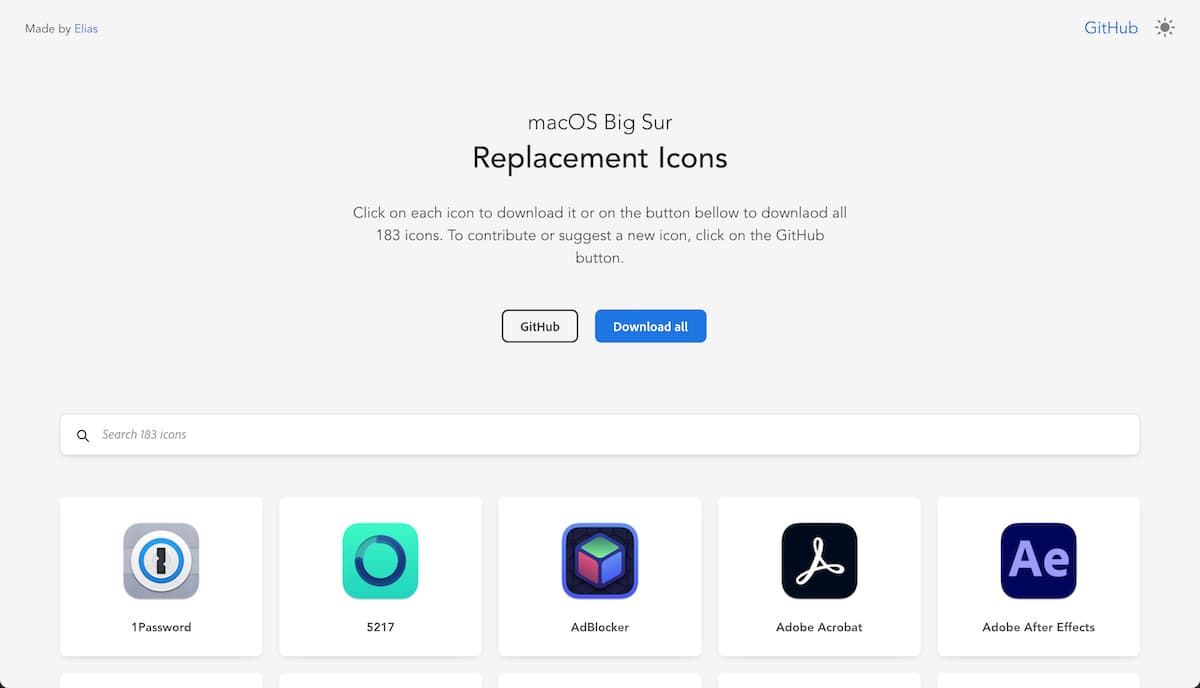 Made by Elias
GitHub
macOS Big Sur
Replacement Icons
Click on each icon to download it or on the button bellow to downlaod all
183 icons. To contribute or suggest a new icon, click on the GitHub
button.
GitHub
Download all
Search 183 icons
Ae
1Password
5217
AdBlocker
Adobe Acrobat
Adobe After Effects